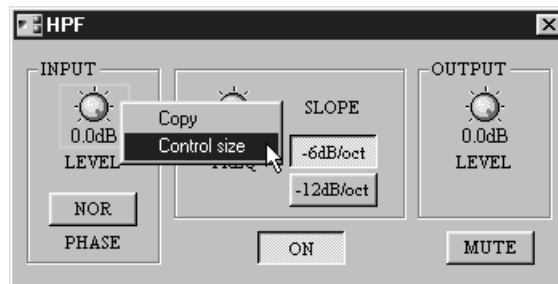 HPF
INPUT
OUTPUT
0.0dB
LEVEL
Copy
Control size
FREQ
SLOPE
-6dB/oct
-12dB/oct
0.0dB
LEVEL
NOR
PHASE
ON
MUTE